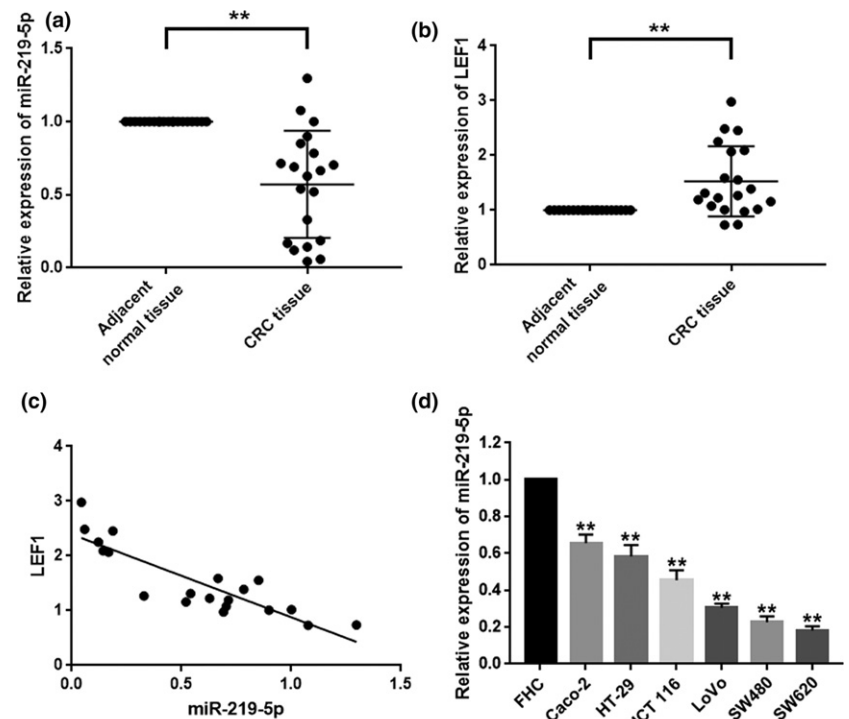 (a)
Relative expression of miR-219-5p
**
1.5
1.0
0.5
0.0
Adjacent
normal tissue
CRC tissue
(b)
Relative expression of LEF1
**
4
3
2
1
0
Adjacent
normal tissue
CRC tissue
(c)
LEF1
4
3
2
1
0
0.0 0.5 1.0 1.5
miR-219-5p
(d)
Relative expression of miR-219-5p
1.2
1.0
0.8
0.6
0.4
0.2
0.0
** ** ** ** ** **
FHC
Caco-2
HT-29
CT 116
LoVo
SW480
SW620